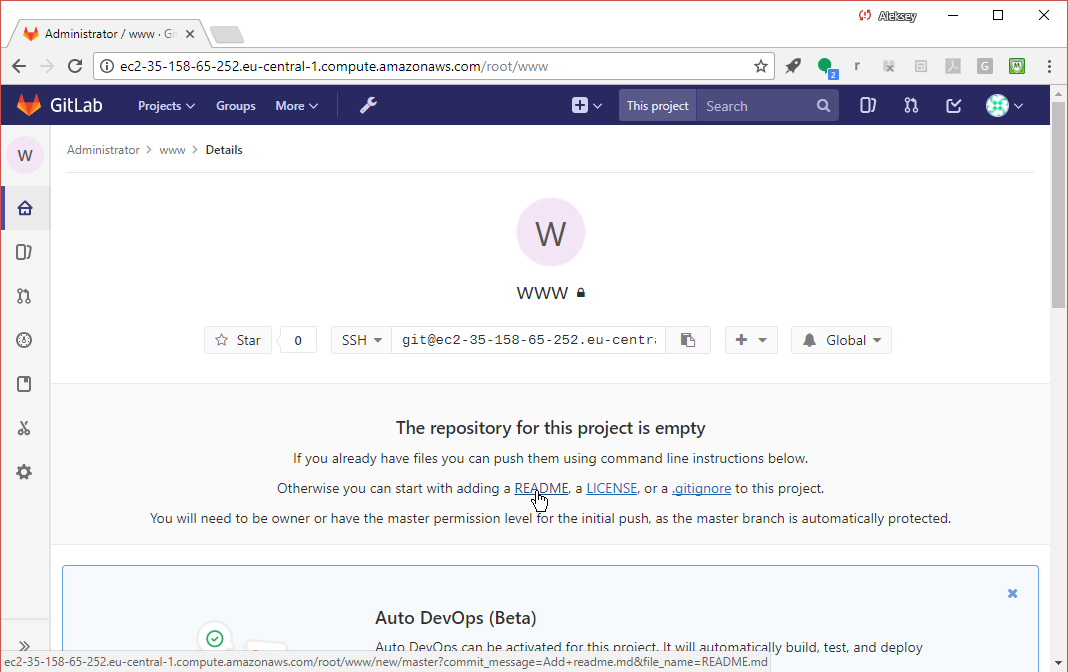 Aleksey
Administrator / www · Gi
ec2-35-158-65-252.eu-central-1.compute.amazonaws.com/root/www
2
r
G
GitLab
Projects
Groups
More
This project
Search
W
Administrator > www > Details
W
www
Star
0
SSH
git@ec2-35-158-65-252.eu-centra
Global
The repository for this project is empty
If you already have files you can push them using command line instructions below.
Otherwise you can start with adding a README, a LICENSE, or a .gitignore to this project.
You will need to be owner or have the master permission level for the initial push, as the master branch is automatically protected.
Auto DevOps (Beta)
Auto DevOps can be activated for this project. It will automatically build, test, and deploy
ec2-35-158-65-252.eu-central-1.compute.amazonaws.com/root/www/new/master?commit_message=Add+readme.md&file_name=README.md